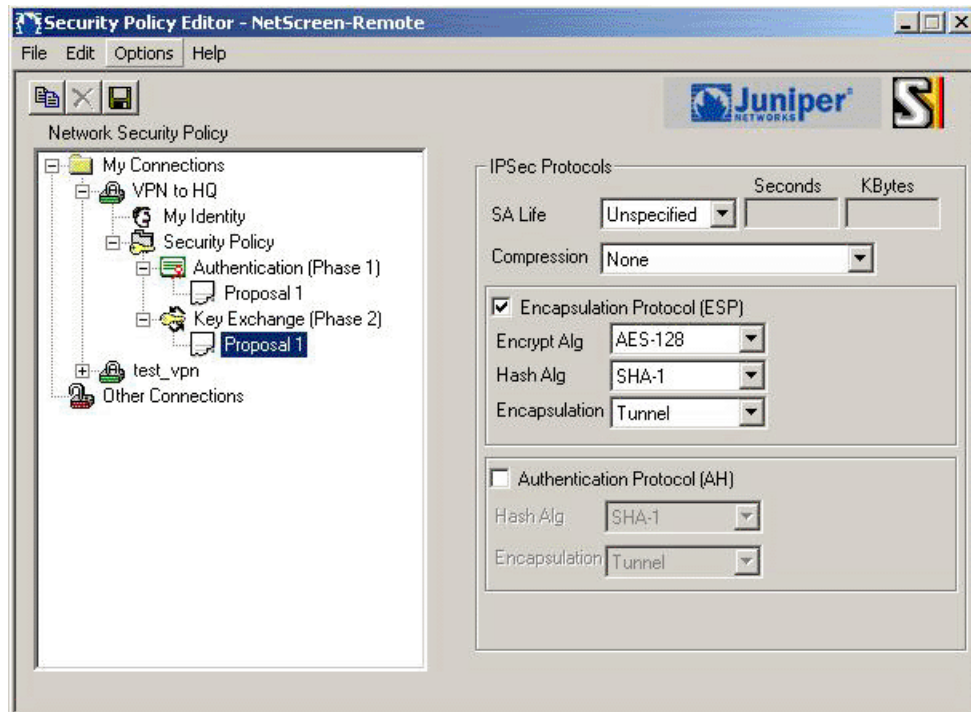 Security Policy Editor - NetScreen-Remote
File Edit Options Help
Juniper®
NETWORKS
S
Network Security Policy
My Connections
VPN to HQ
My Identity
Security Policy
Authentication (Phase 1)
Proposal 1
Key Exchange (Phase 2)
Proposal 1
test_vpn
Other Connections
IPSec Protocols
Seconds KBytes
SA Life Unspecified
Compression None
Encapsulation Protocol (ESP)
Encrypt Alg AES-128
Hash Alg SHA-1
Encapsulation Tunnel
Authentication Protocol (AH)
Hash Alg SHA-1
Encapsulation Tunnel